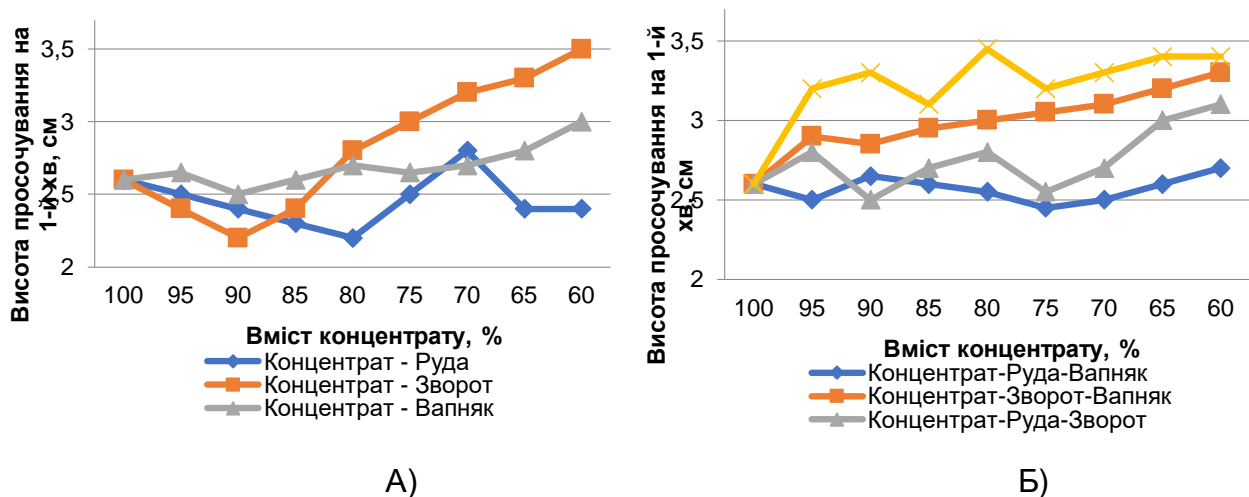 Висота просочування на
1-й хв, см
3,5
3
2,5
2
100 95 90 85 80 75 70 65 60
Вміст концентрату, %
Концентрат - Руда
Концентрат - Зворот
Концентрат - Вапняк
А)
Висота просочування на 1-й
хв, см
3,5
3
2,5
2
100 95 90 85 80 75 70 65 60
Вміст концентрату, %
Концентрат-Руда-Вапняк
Концентрат-Зворот-Вапняк
Концентрат-Руда-Зворот
Б)